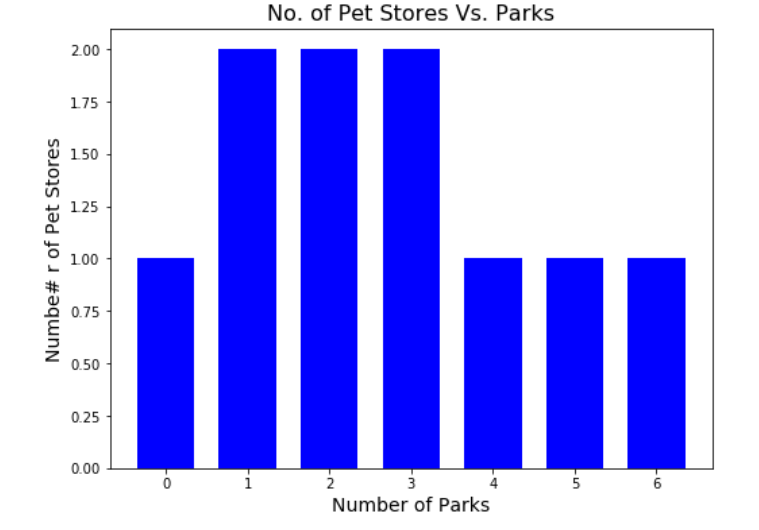 No. of Pet Stores Vs. Parks
Numbe# r of Pet Stores
2.00
1.75
1.50
1.25
1.00
0.75
0.50
0.25
0.00
0 1 2 3 4 5 6
Number of Parks